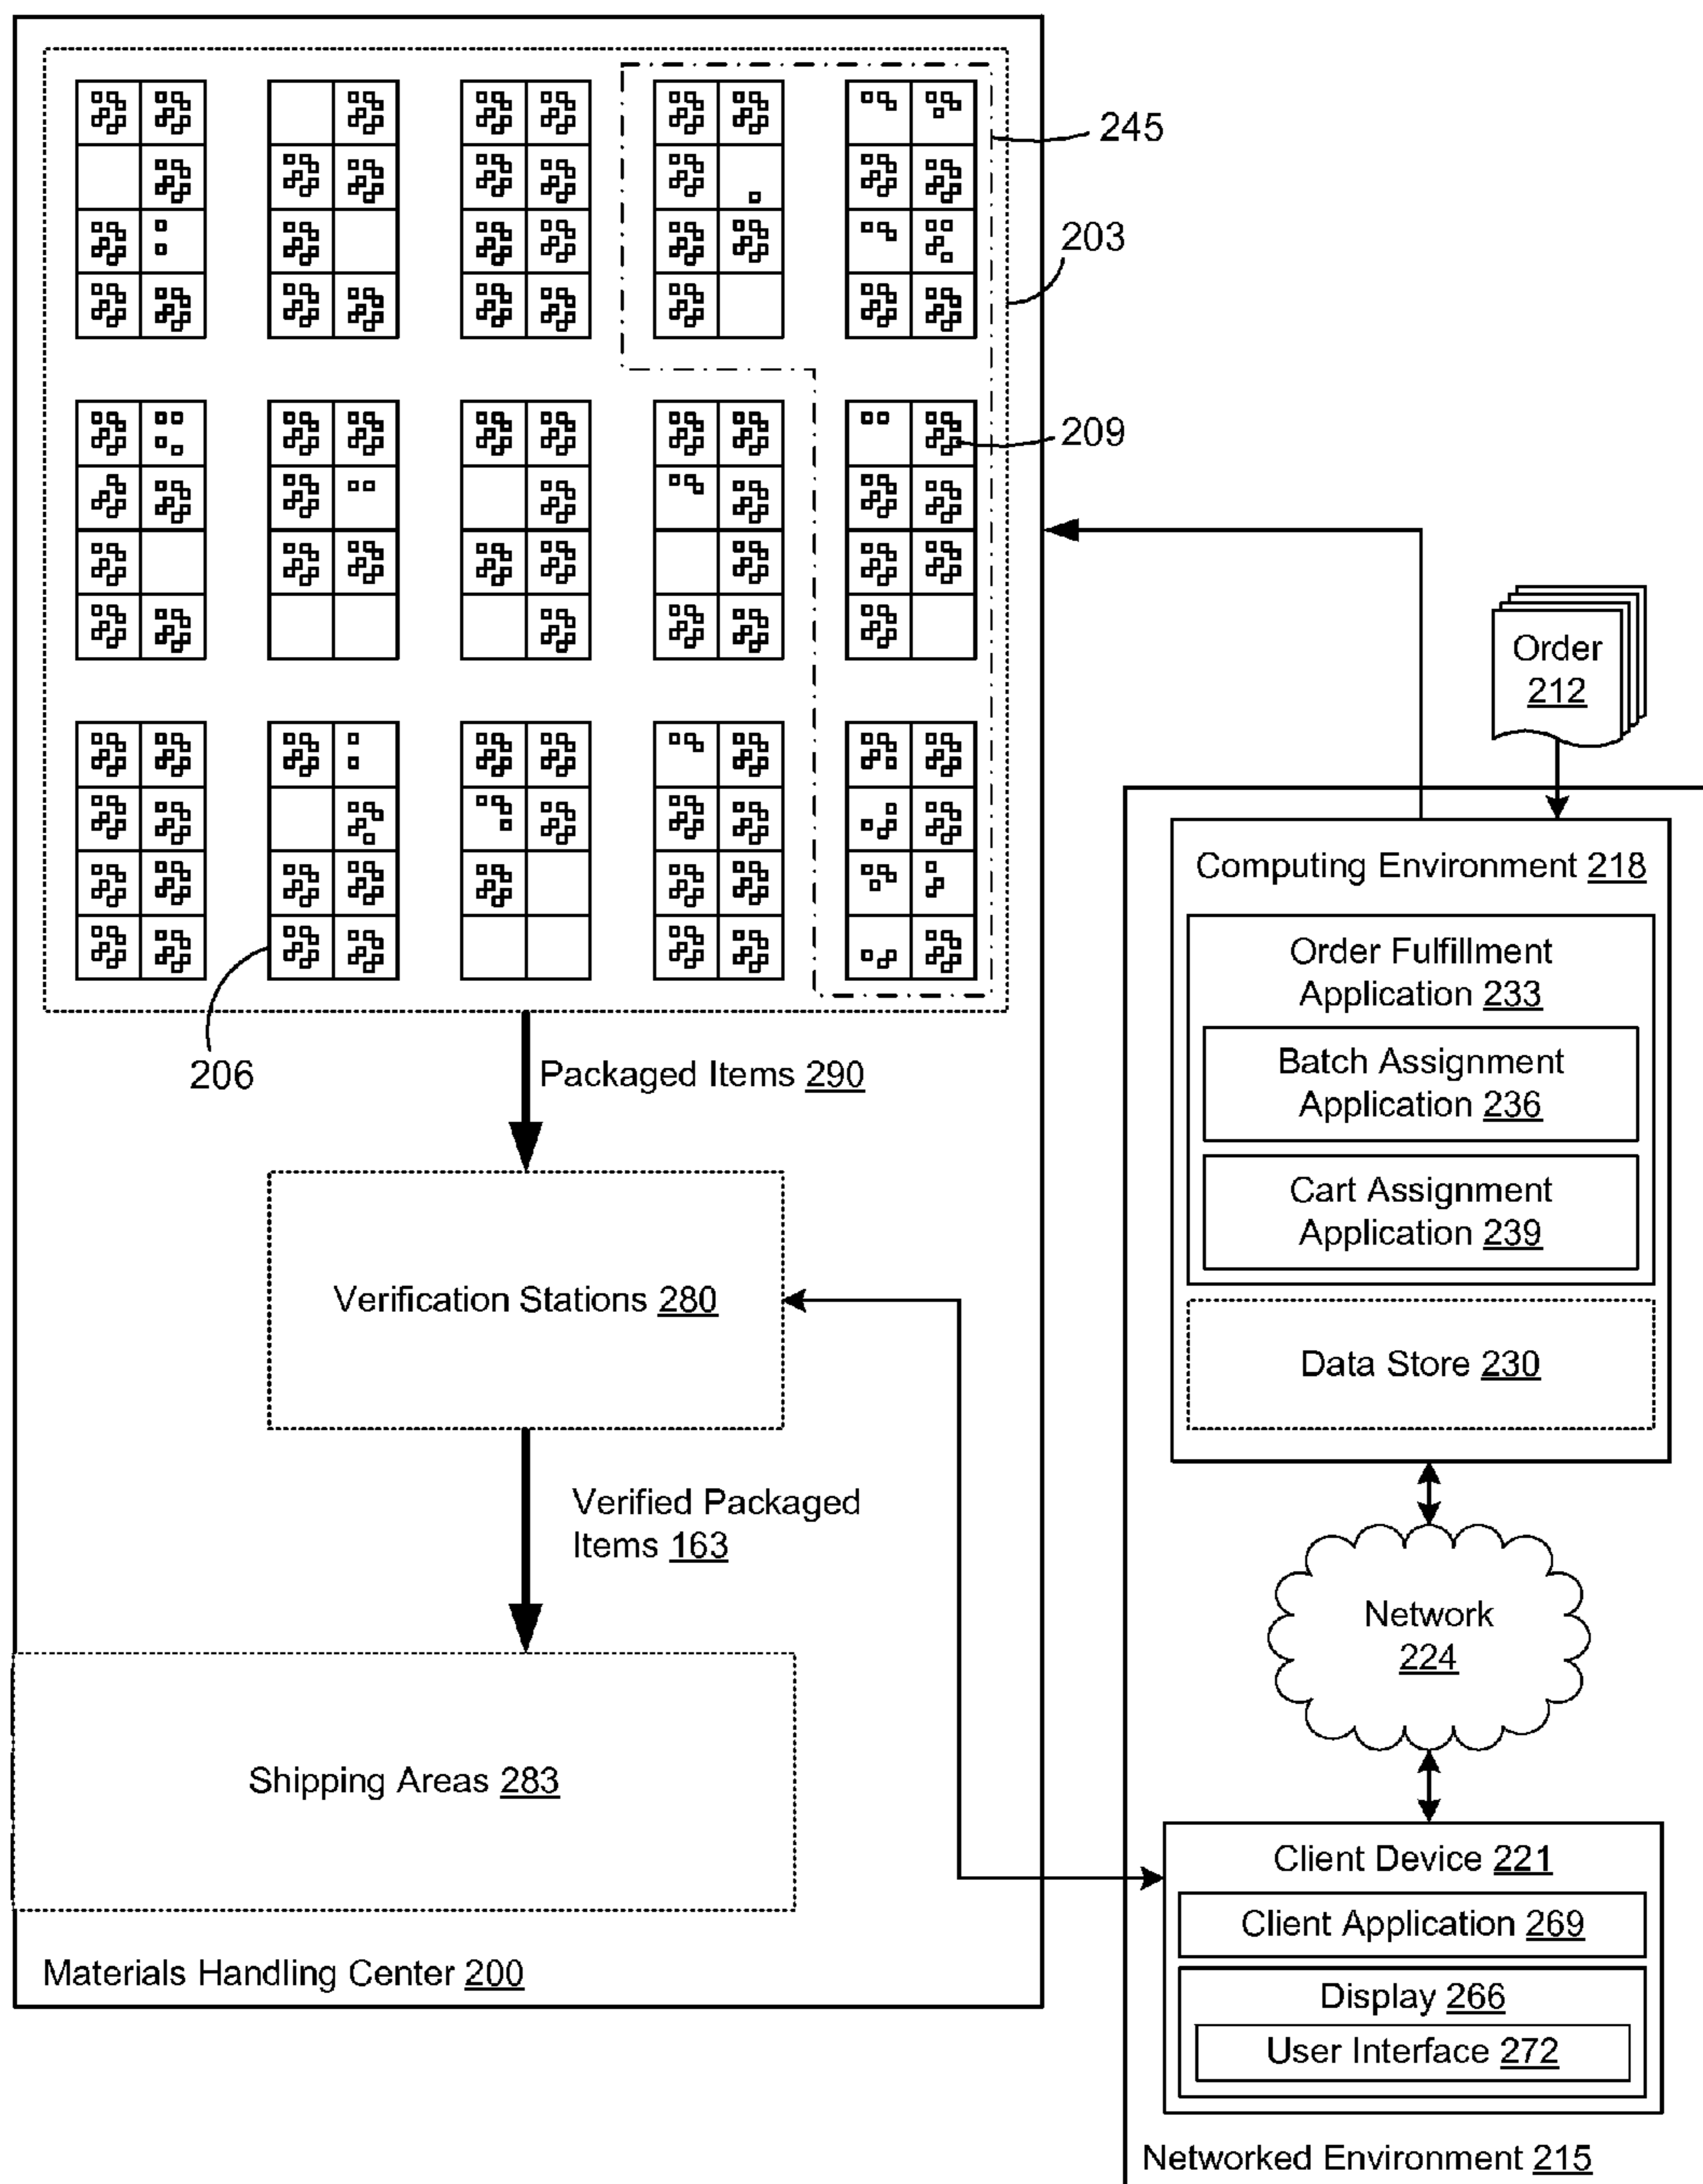 245
203
209
206
Order
212
Packaged Items 290
Verification Stations 280
Verified Packaged
Items 163
Shipping Areas 283
Materials Handling Center 200
Computing Environment 218
Order Fulfillment
Application 233
Batch Assignment
Application 236
Cart Assignment
Application 239
Data Store 230
Network
224
Client Device 221
Client Application 269
Display 266
User Interface 272
Networked Environment 215